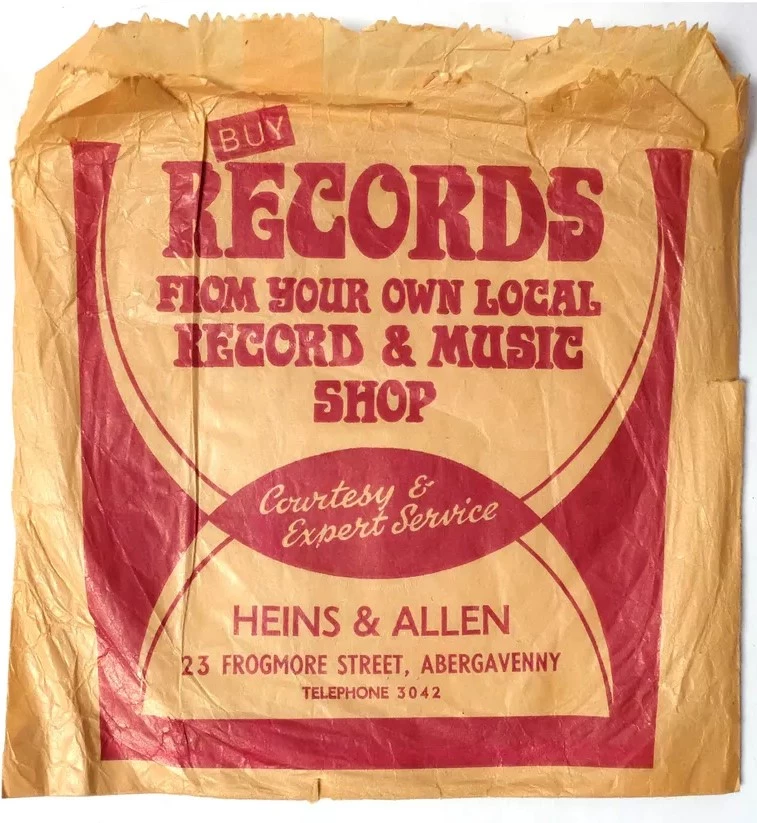 BUY
RECORDS
FROM YOUR OWN LOCAL
RECORD & MUSIC
SHOP
Courtesy &
Expert Service
HEINS & ALLEN
23 FROGMORE STREET, ABERGAVENNY
TELEPHONE 3042